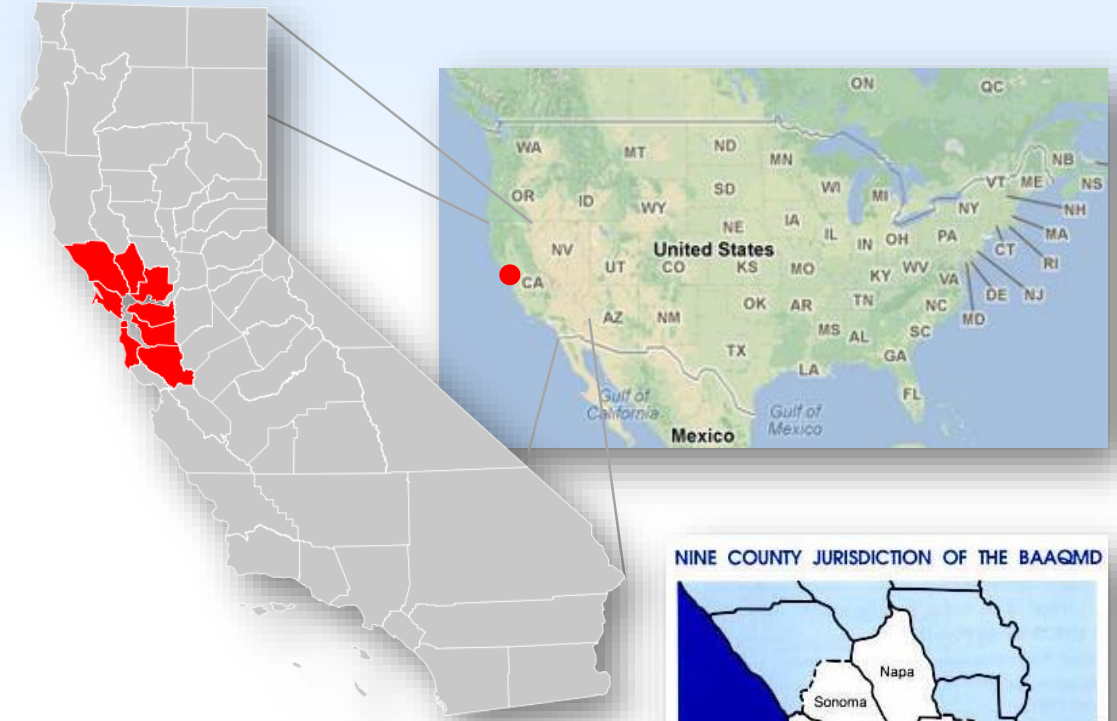 ON
QC
WA
MT
ND
MN
NB
OR
ID
SD
WI
MI
VT
ME
NS
WY
NY
NH
NE
IA
MA
NV
United States
IL
IN
OH
PA
CT
UT
CO
KS
MO
KY
WV
RI
CA
VA
DE
NJ
OK
AR
TN
NC
MD
AZ
NM
MS
AL
SC
TX
GA
LA
FL
Gulf of
California
Gulf of
Mexico
Mexico
NINE COUNTY JURISDICTION OF THE BAAQMD
Napa
Sonoma